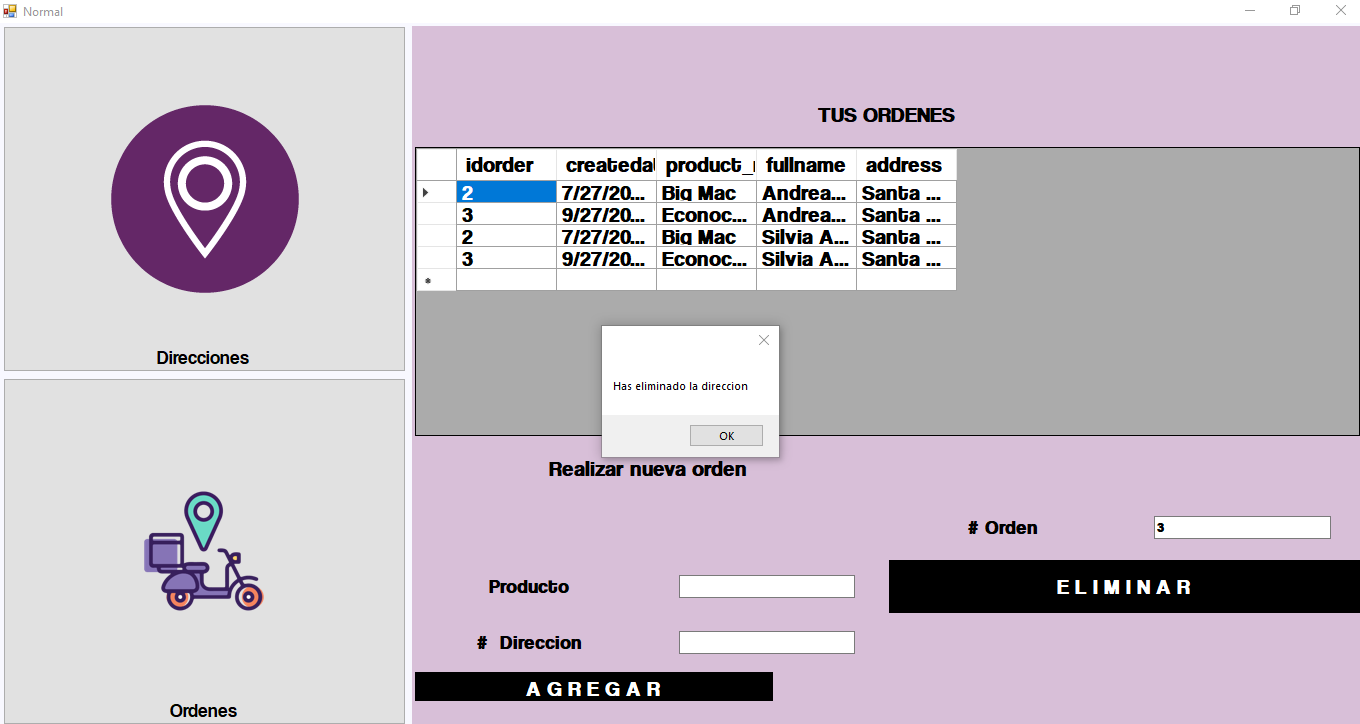 Normal
Direcciones
Ordenes
TUS ORDENES
idorder createdat product_n fullname address
2 7/27/20... Big Mac Andrea... Santa ...
3 9/27/20... Econoc... Andrea... Santa ...
2 7/27/20... Big Mac Silvia A... Santa ...
3 9/27/20... Econoc... Silvia A... Santa ...
*
Has eliminado la direccion
OK
Realizar nueva orden
# Orden 3
ELIMINAR
Producto
# Direccion
AGREGAR